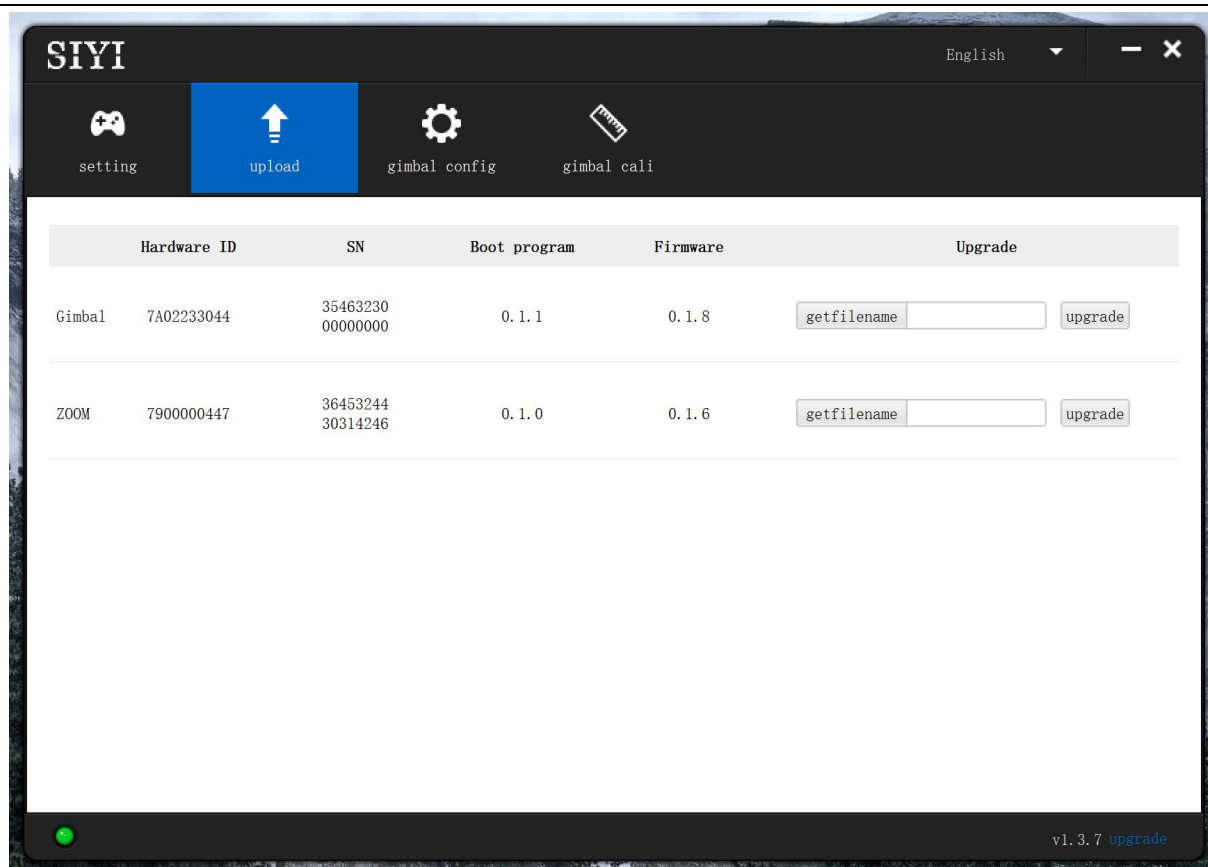 SIYI
English
setting
upload
gimbal config
gimbal cali
Hardware ID SN Boot program Firmware Upgrade
Gimbal 7A02233044 35463230 00000000 0.1.1 0.1.8 getfilename upgrade
ZOOM 7900000447 36453244 30314246 0.1.0 0.1.6 getfilename upgrade
v1.3.7 upgrade